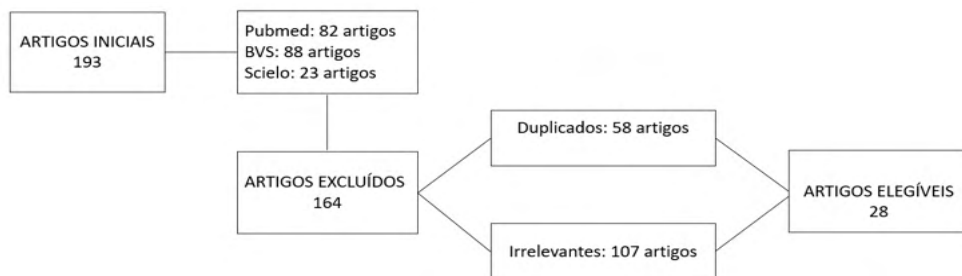 ARTIGOS INICIAIS
193
Pubmed: 82 artigos
BVS: 88 artigos
Scielo: 23 artigos
ARTIGOS EXCLUÍDOS
164
Duplicados: 58 artigos
Irrelevantes: 107 artigos
ARTIGOS ELEGÍVEIS
28